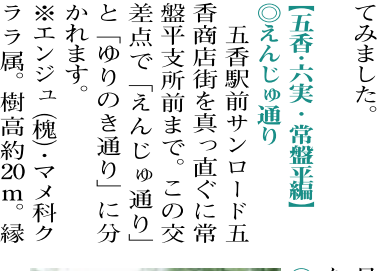 てみました。
【五香・六実・常盤平編】
◎えんじゅ通り
五香駅前サンロード五
香商店街を真っ直ぐに常
盤平支所前まで。この交
差点で「えんじゅ通り」
と「ゆりのき通り」に分
かれます。
※エンジュ（槐）・マメ科ク
ララ属。樹高約20m。縁